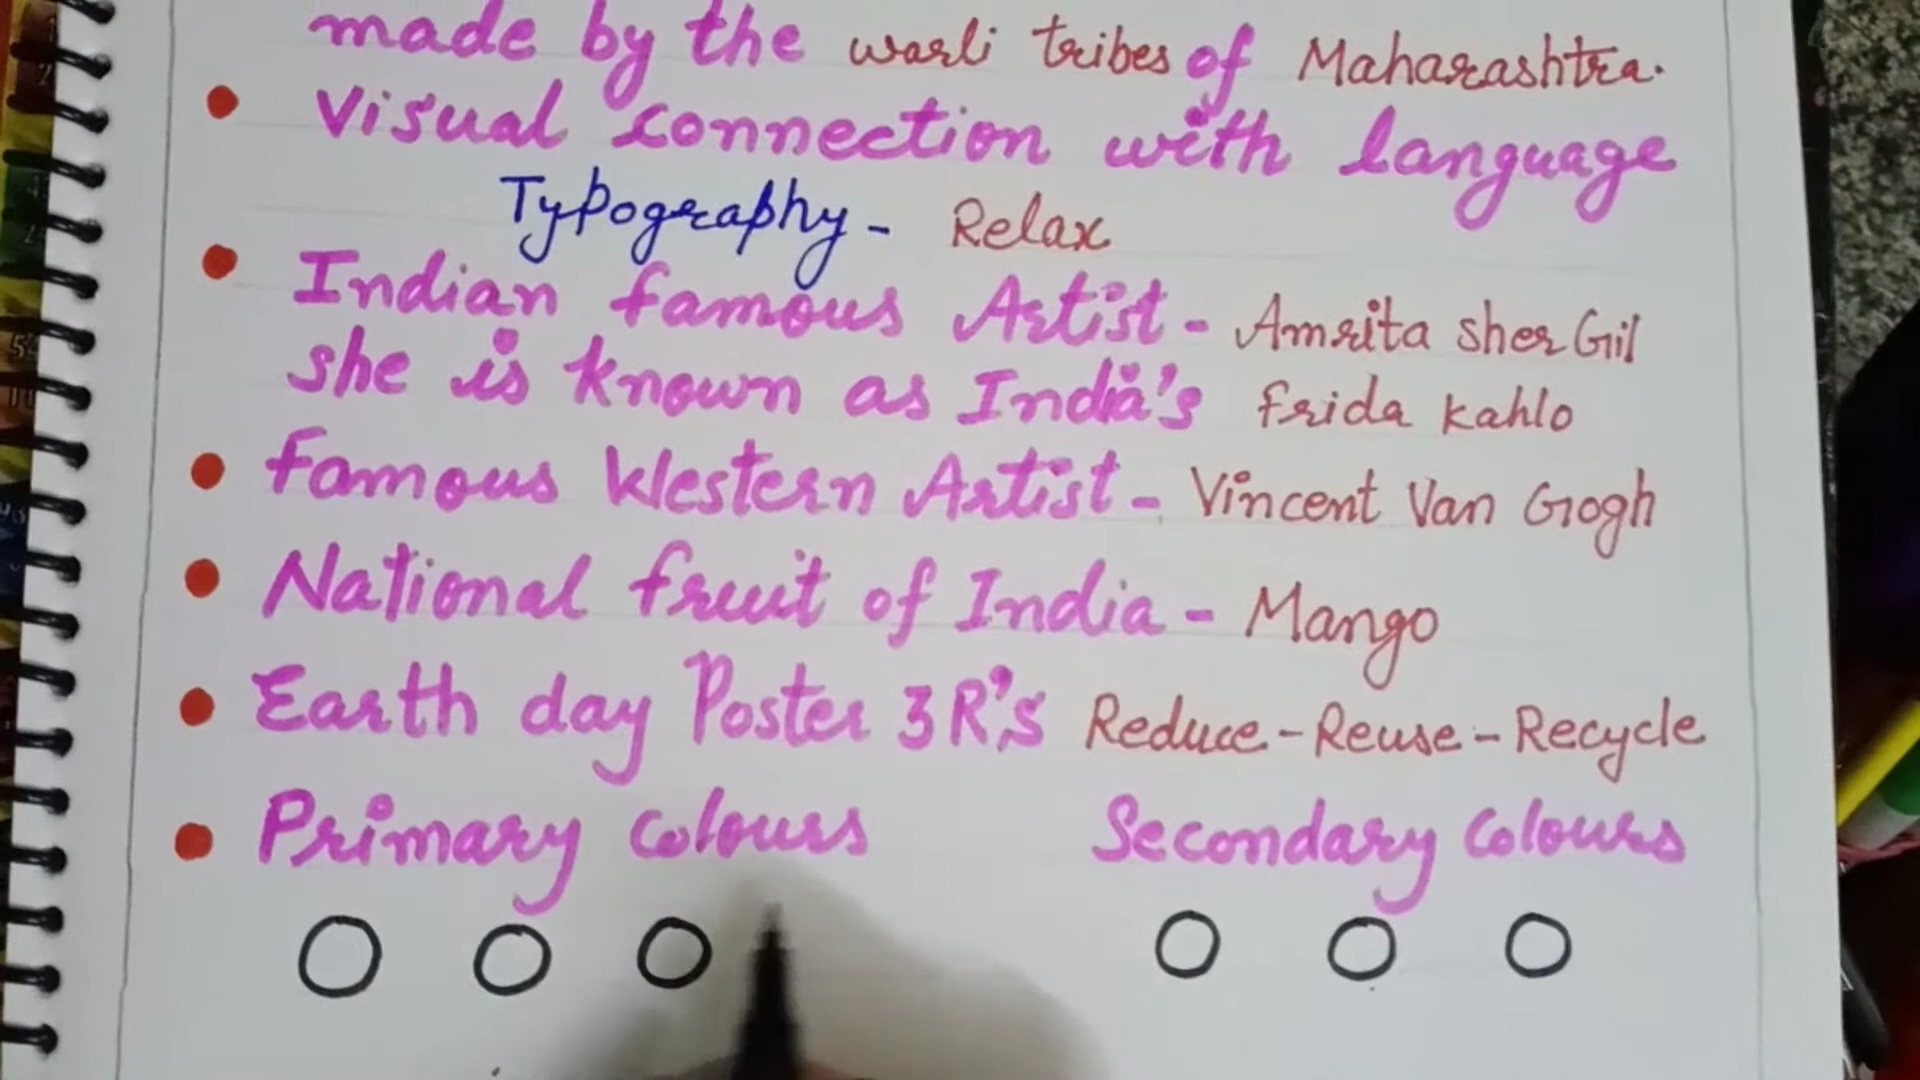 made by the warli tribes of Maharashtra.
Visual connection with language
Typography - Relax
Indian famous Artist - Amrita sher Gil
she is known as India's frida kahlo
Famous Western Artist - Vincent Van Gogh
National fruit of India - Mango
Earth day Poster 3R's Reduce - Reuse - Recycle
Primary colours Secondary colours